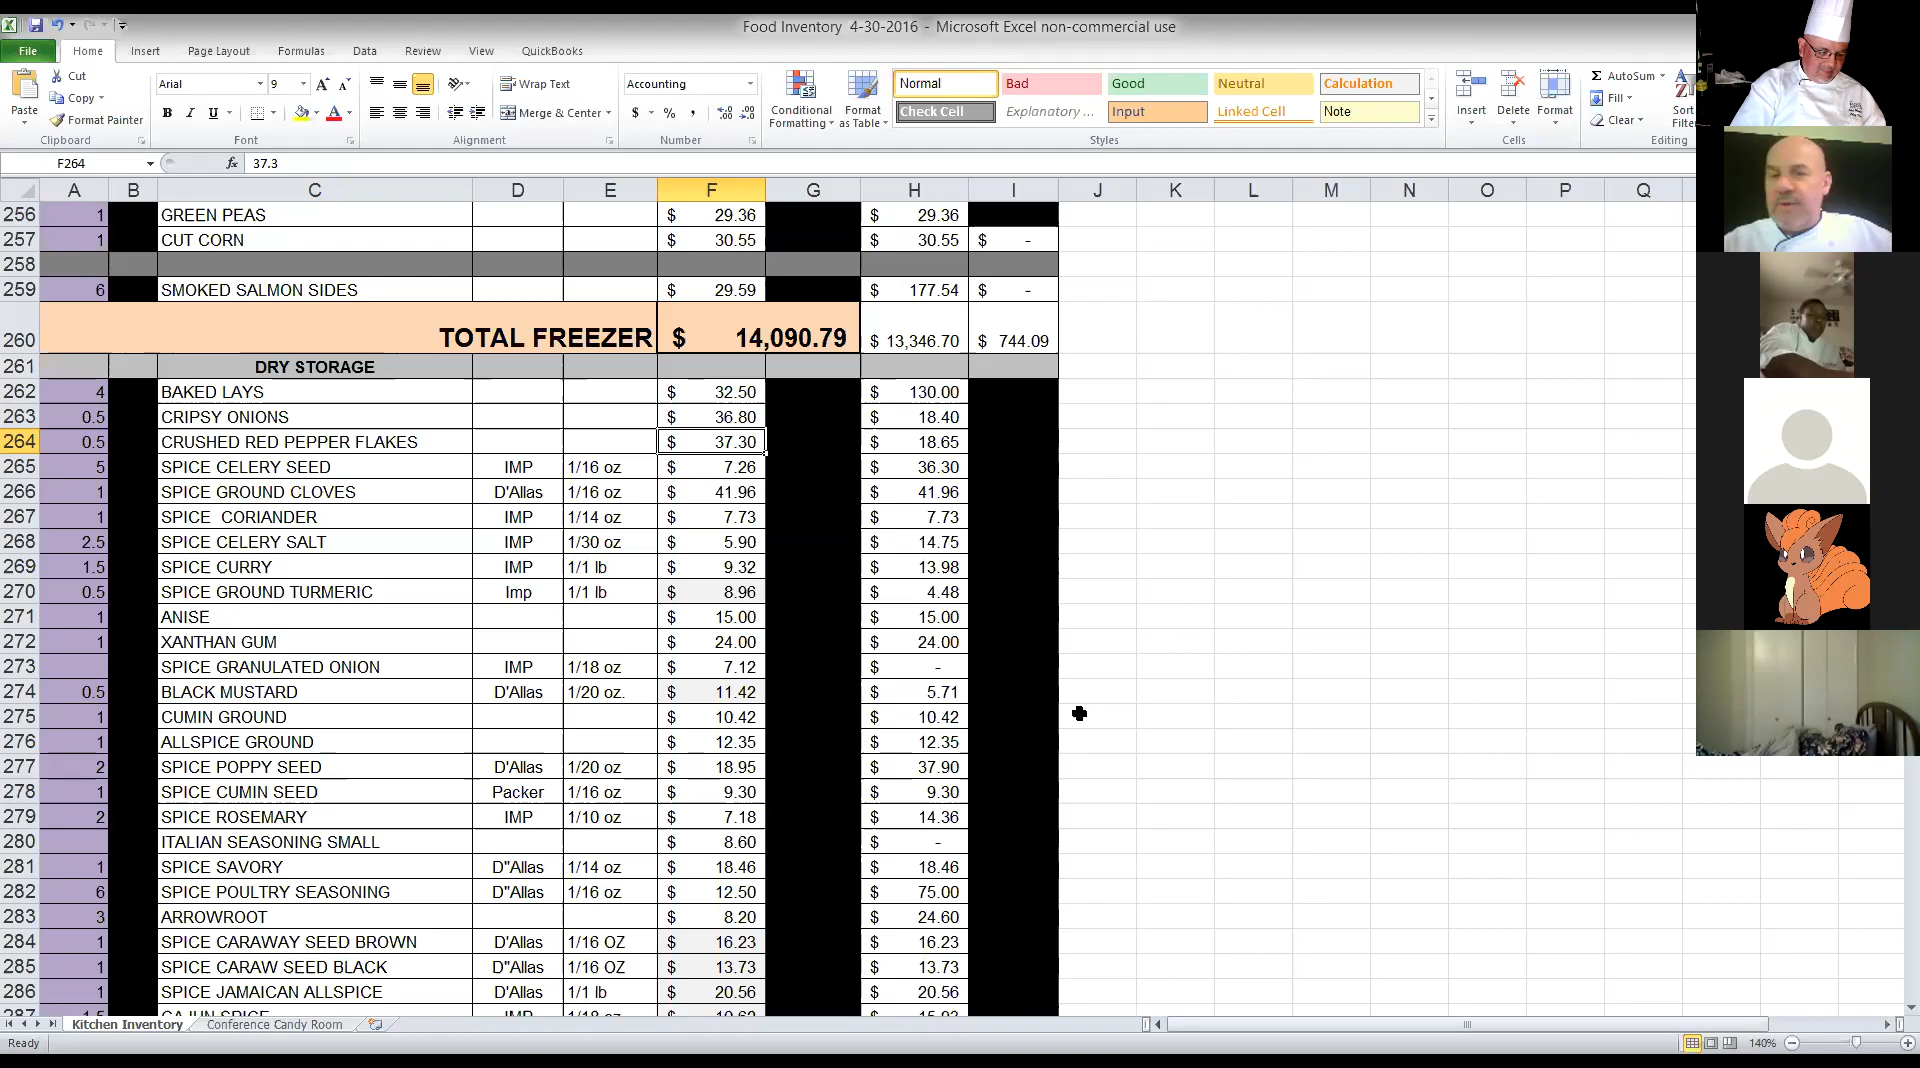 Food Inventory 4-30-2016 - Microsoft Excel non-commercial use
File Home Insert Page Layout Formulas Data Review View QuickBooks
Paste Cut Copy Format Painter Clipboard
Arial 9 B I U Font
Wrap Text Merge & Center Alignment
Accounting $ % , Number
Conditional Formatting Format as Table
Normal Bad Good Neutral Calculation
Check Cell Explanatory ... Input Linked Cell Note
Styles
Insert Delete Format Cells
AutoSum Fill Clear Sort Filter Editing
F264 fx 37.3
A B C D E F G H I J K L M N O P Q
256 1 GREEN PEAS $ 29.36 $ 29.36
257 1 CUT CORN $ 30.55 $ 30.55 $ -
258
259 6 SMOKED SALMON SIDES $ 29.59 $ 177.54 $ -
260 TOTAL FREEZER $ 14,090.79 $ 13,346.70 $ 744.09
261 DRY STORAGE
262 4 BAKED LAYS $ 32.50 $ 130.00
263 0.5 CRIPSY ONIONS $ 36.80 $ 18.40
264 0.5 CRUSHED RED PEPPER FLAKES $ 37.30 $ 18.65
265 5 SPICE CELERY SEED IMP 1/16 oz $ 7.26 $ 36.30
266 1 SPICE GROUND CLOVES D'Allas 1/16 oz $ 41.96 $ 41.96
267 1 SPICE CORIANDER IMP 1/14 oz $ 7.73 $ 7.73
268 2.5 SPICE CELERY SALT IMP 1/30 oz $ 5.90 $ 14.75
269 1.5 SPICE CURRY IMP 1/1 lb $ 9.32 $ 13.98
270 0.5 SPICE GROUND TURMERIC Imp 1/1 lb $ 8.96 $ 4.48
271 1 ANISE $ 15.00 $ 15.00
272 1 XANTHAN GUM $ 24.00 $ 24.00
273 SPICE GRANULATED ONION IMP 1/18 oz $ 7.12 $ -
274 0.5 BLACK MUSTARD D'Allas 1/20 oz. $ 11.42 $ 5.71
275 1 CUMIN GROUND $ 10.42 $ 10.42
276 1 ALLSPICE GROUND $ 12.35 $ 12.35
277 2 SPICE POPPY SEED D'Allas 1/20 oz $ 18.95 $ 37.90
278 1 SPICE CUMIN SEED Packer 1/16 oz $ 9.30 $ 9.30
279 2 SPICE ROSEMARY IMP 1/10 oz $ 7.18 $ 14.36
280 ITALIAN SEASONING SMALL $ 8.60 $ -
281 1 SPICE SAVORY D"Allas 1/14 oz $ 18.46 $ 18.46
282 6 SPICE POULTRY SEASONING D"Allas 1/16 oz $ 12.50 $ 75.00
283 3 ARROWROOT $ 8.20 $ 24.60
284 1 SPICE CARAWAY SEED BROWN D'Allas 1/16 OZ $ 16.23 $ 16.23
285 1 SPICE CARAW SEED BLACK D"Allas 1/16 OZ $ 13.73 $ 13.73
286 1 SPICE JAMAICAN ALLSPICE D'Allas 1/1 lb $ 20.56 $ 20.56
Kitchen Inventory Conference Candy Room
Ready 140%